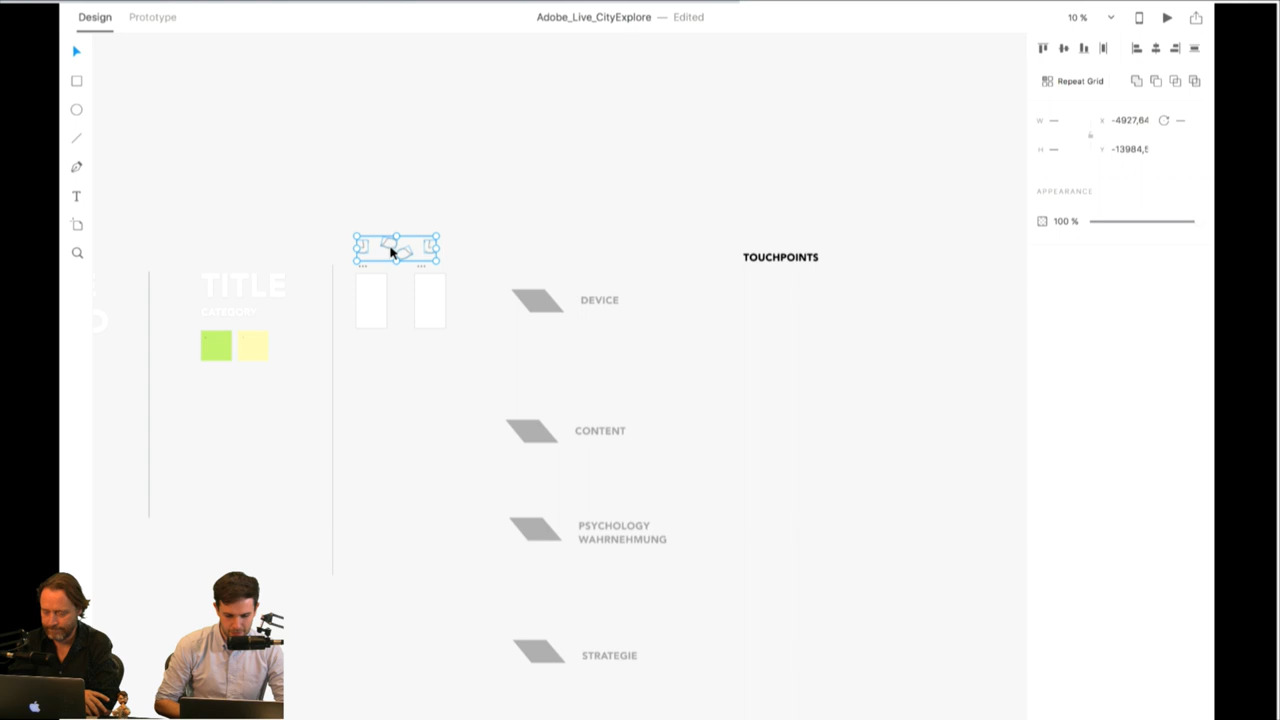 Design
Prototype
Adobe_Live_CityExplore — Edited
10 %
Repeat Grid
W —
X -4927,64
—
H —
Y -13984,5
APPEARANCE
100 %
T
TITLE
CATEGORY
TOUCHPOINTS
DEVICE
CONTENT
PSYCHOLOGY
WAHRNEHMUNG
STRATEGIE